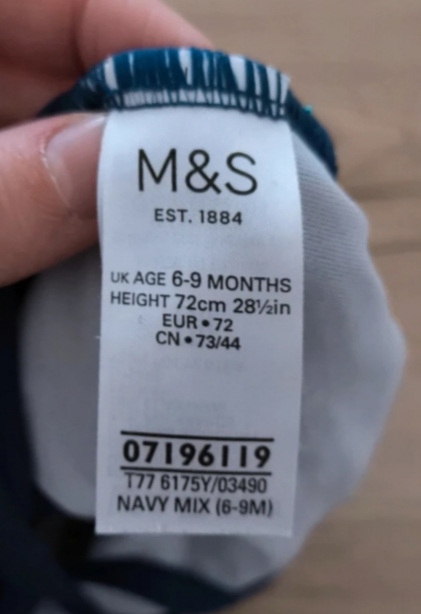 M&S
EST. 1884
UK AGE 6-9 MONTHS
HEIGHT 72cm 28½in
EUR • 72
CN • 73/44
07196119
T77 6175Y/03490
NAVY MIX (6-9M)